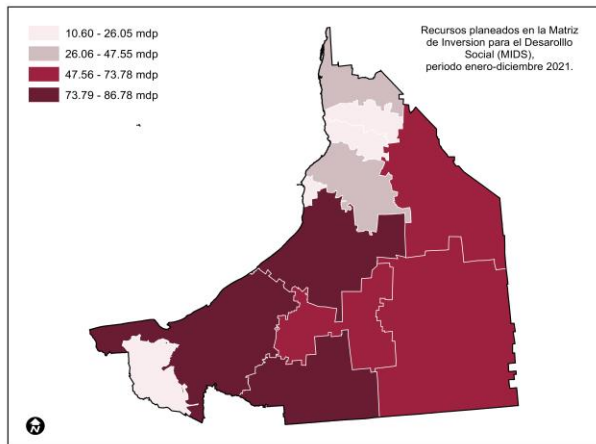 10.60 - 26.05 mdp
26.06 - 47.55 mdp
47.56 - 73.78 mdp
73.79 - 86.78 mdp
Recursos planeados en la Matriz
de Inversion para el Desarolllo
Social (MIDS),
periodo enero-diciembre 2021.
N